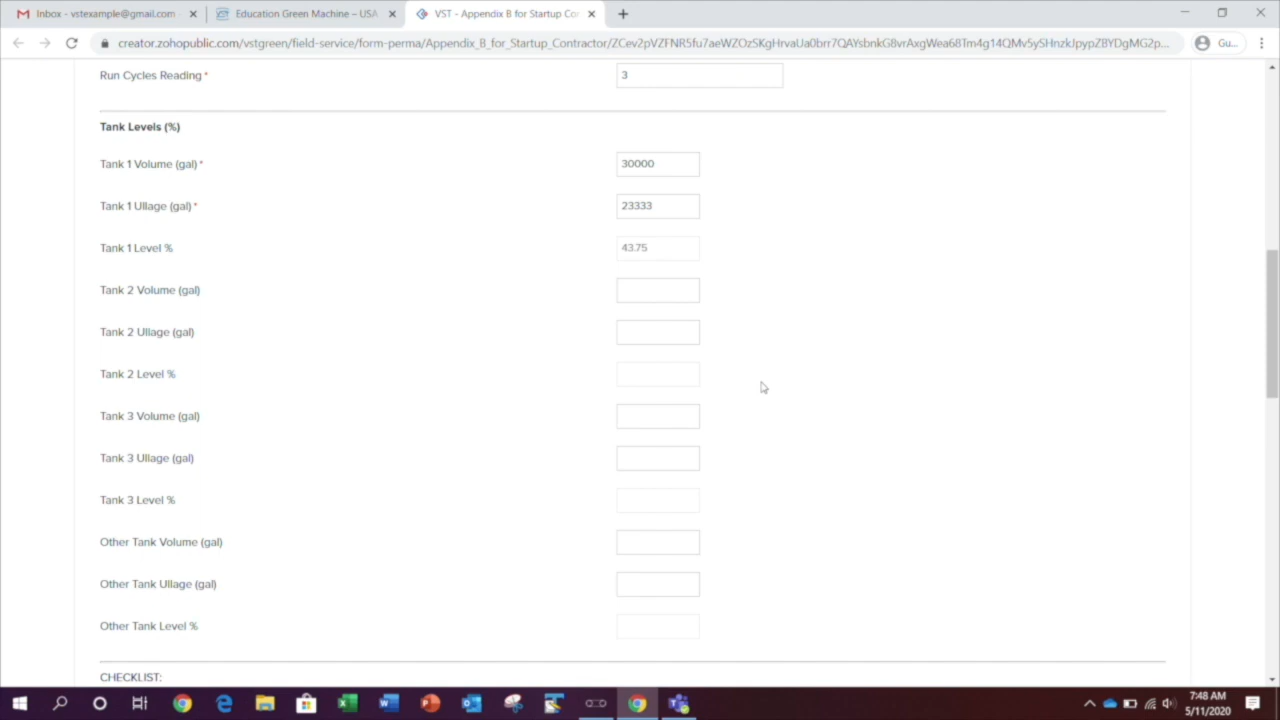 Inbox - vstexample@gmail.com
Education Green Machine – USA
VST - Appendix B for Startup Cor
creator.zohopublic.com/vstgreen/field-service/form-perma/Appendix_B_for_Startup_Contractor/ZCev2pVZFNR5fu7aeWZOzSKgHrvaUa0brr7QAYsbnkG8vrAxgWea68Tm4g14QMv5ySHnzkJpypZBYDgMG2p...
Gu...
Run Cycles Reading * 3
Tank Levels (%)
Tank 1 Volume (gal) * 30000
Tank 1 Ullage (gal) * 23333
Tank 1 Level % 43.75
Tank 2 Volume (gal)
Tank 2 Ullage (gal)
Tank 2 Level %
Tank 3 Volume (gal)
Tank 3 Ullage (gal)
Tank 3 Level %
Other Tank Volume (gal)
Other Tank Ullage (gal)
Other Tank Level %
CHECKLIST:
7:48 AM
5/11/2020